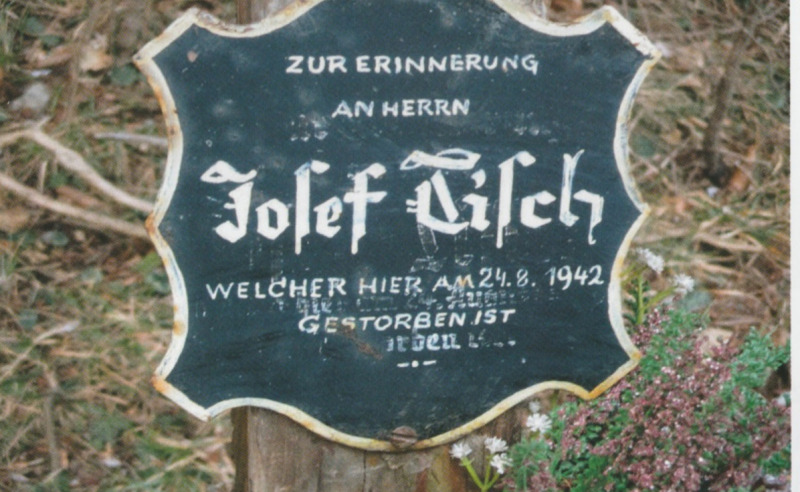 ZUR ERINNERUNG
AN HERRN
Josef Tisch
WELCHER HIER AM 24.8. 1942
GESTORBEN IST